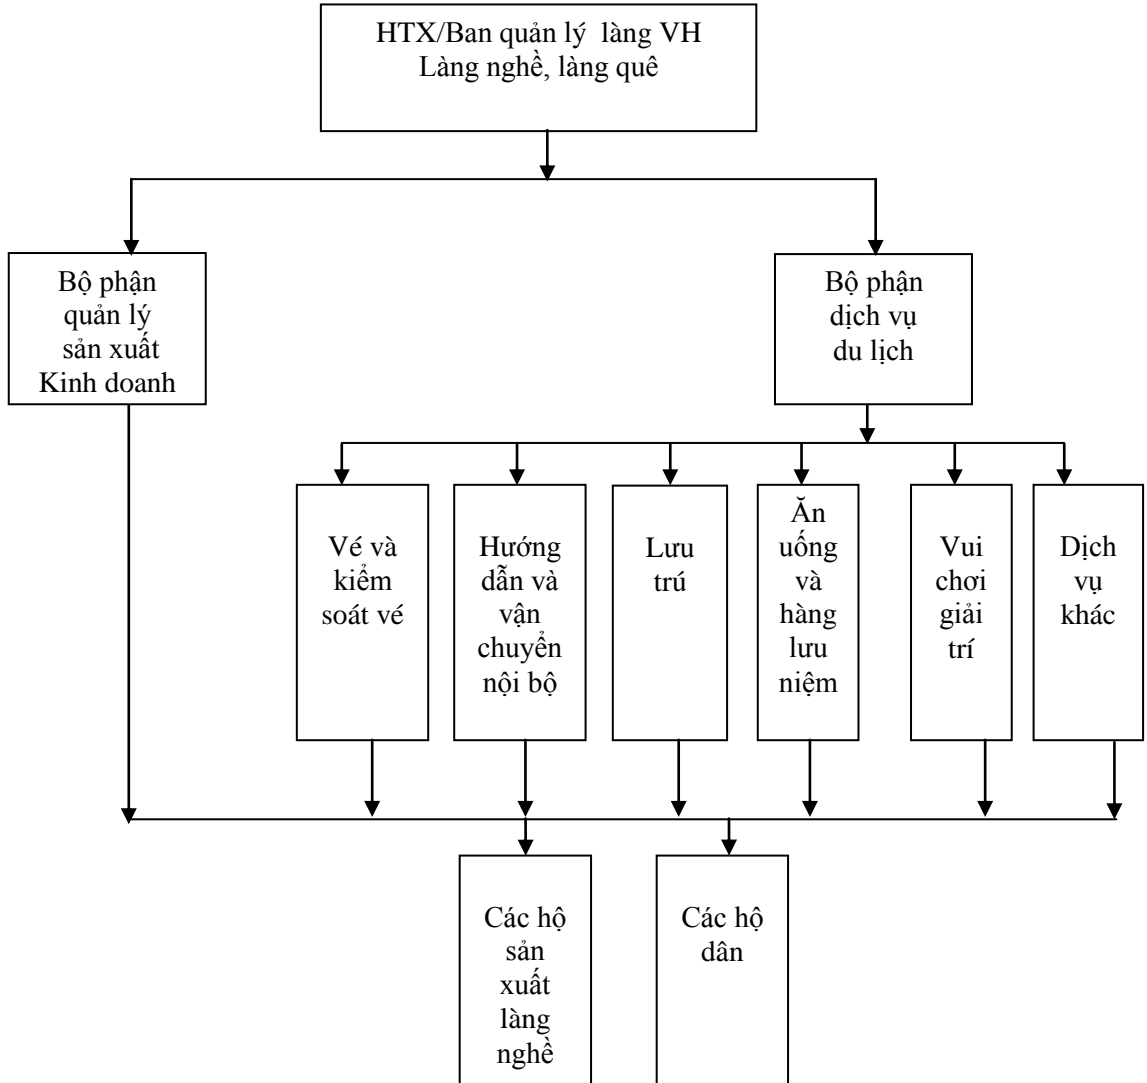 HTX/Ban quản lý làng VH
Làng nghề, làng quê
Bộ phận
quản lý
sản xuất
Kinh doanh
Bộ phận
dịch vụ
du lịch
Vé và
kiểm
soát vé
Hướng
dẫn và
vận
chuyển
nội bộ
Lưu
trú
Ăn
uống
và
hàng
lưu
niệm
Vui
chơi
giải
trí
Dịch
vụ
khác
Các hộ
sản
xuất
làng
nghề
Các hộ
dân